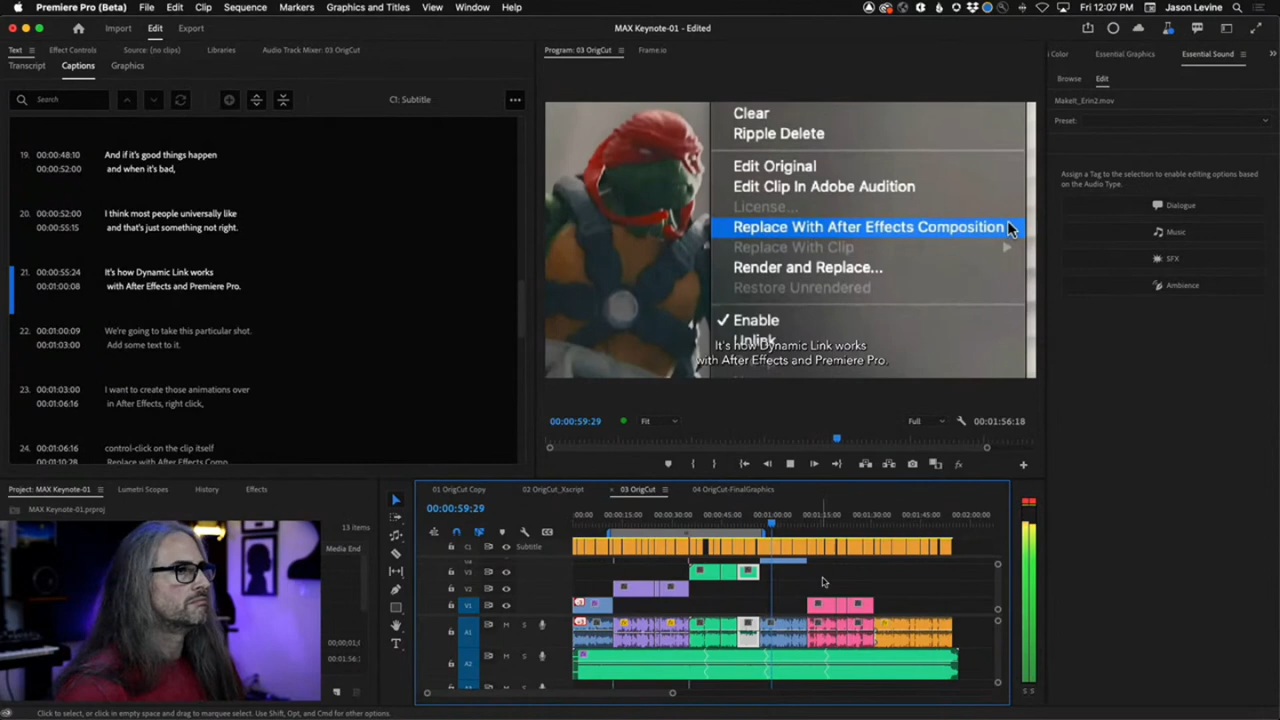 Premiere Pro (Beta) File Edit Clip Sequence Markers Graphics and Titles View Window Help Fri 12:07 PM Jason Levine
Import Edit Export
MAX Keynote-01 - Edited
Text Effect Controls Source: (no clips) Libraries Audio Track Mixer: 03 OrigCut
Transcript Captions Graphics
Search
C1: Subtitle
19. 00:00:48:10 And if it's good things happen
00:00:52:00 and when it's bad,
20. 00:00:52:00 I think most people universally like
00:00:55:24 and that's just something not right.
21. 00:00:55:24 It's how Dynamic Link works
00:01:00:08 with After Effects and Premiere Pro.
22. 00:01:00:09 We're going to take this particular shot.
00:01:03:00 Add some text to it.
23. 00:01:03:00 I want to create those animations over
00:01:06:16 in After Effects, right click,
24. 00:01:06:16 control-click on the clip itself
00:01:10:28 Replace with After Effects Comp
Program: 03 OrigCut Frame.io
Clear
Ripple Delete
Edit Original
Edit Clip In Adobe Audition
License...
Replace With After Effects Composition
Replace With Clip
Render and Replace...
Restore Unrendered
Enable
Unlink
It's how Dynamic Link works
with After Effects and Premiere Pro.
00:00:59:29 Fit Full 00:01:56:18
Color Essential Graphics Essential Sound
Browse Edit
MakeIt_Erin2.mov
Preset:
Assign a Tag to the selection to enable editing options
based on the Audio Type.
Dialogue
Music
SFX
Ambience
Project: MAX Keynote-01 Lumetri Scopes History Effects
MAX Keynote-01.prproj
13 items
Media End
01 OrigCut Copy 02 OrigCut_Xscript 03 OrigCut 04 OrigCut-FinalGraphics
00:00:59:29
:00:00 00:00:15:00 00:00:30:00 00:00:45:00 00:01:00:00 00:01:15:00 00:01:30:00 00:01:45:00 00:02:00:00
C1 Subtitle
V3
V2
V1
A1 M S
A2 M S
S S
Click to select, or click in empty space and drag to marquee select. Use Shift, Opt, and Cmd for other options.